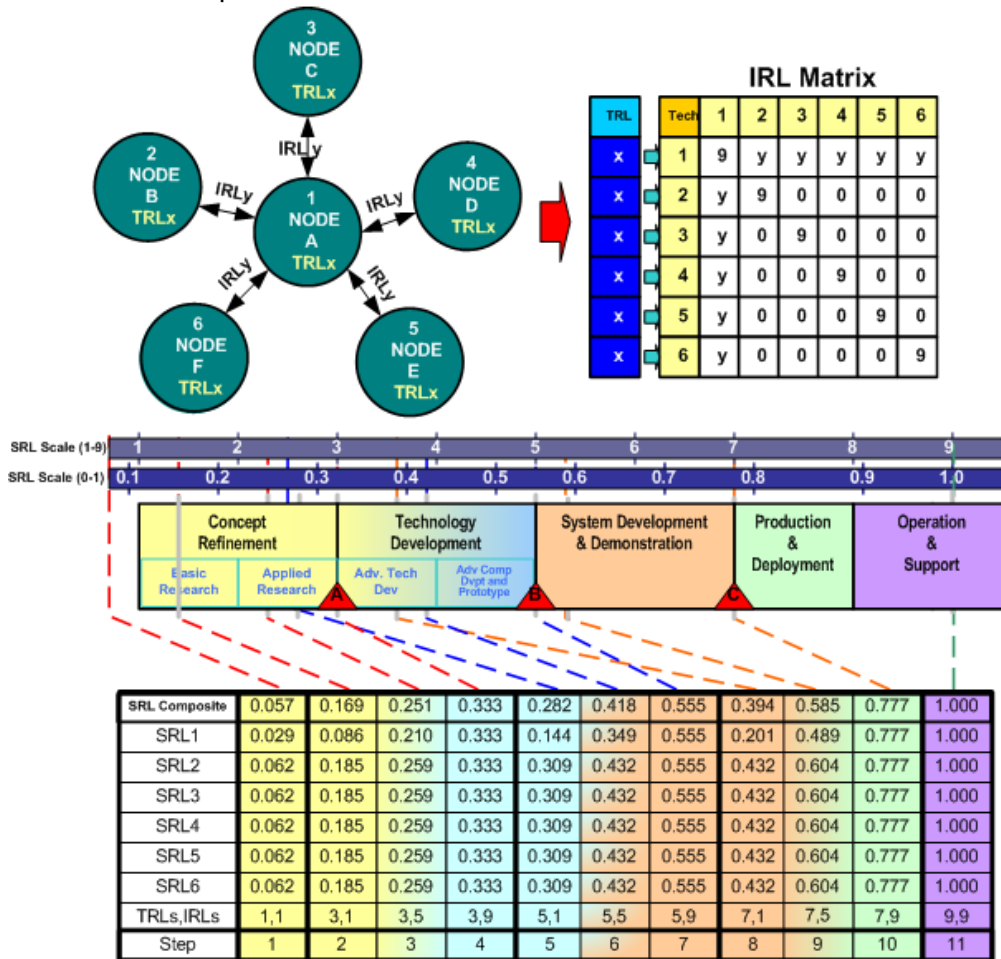 3
NODE
C
TRLx
IRLy
2
NODE
B
TRLx
IRLy
1
NODE
A
TRLx
IRLy
4
NODE
D
TRLx
IRLy
6
NODE
F
TRLx
IRLy
5
NODE
E
TRLx
IRL Matrix
TRL Tech 1 2 3 4 5 6
x 1 9 y y y y y
x 2 y 9 0 0 0 0
x 3 y 0 9 0 0 0
x 4 y 0 0 9 0 0
x 5 y 0 0 0 9 0
x 6 y 0 0 0 0 9
SRL Scale (1-9) 1 2 3 4 5 6 7 8 9
SRL Scale (0-1) 0.1 0.2 0.3 0.4 0.5 0.6 0.7 0.8 0.9 1.0
Concept
Refinement
Basic
Research
Applied
Research
A
Technology
Development
Adv. Tech
Dev
Adv Comp
Dvpt and
Prototype
B
System Development
& Demonstration
C
Production
&
Deployment
Operation
&
Support
SRL Composite 0.057 0.169 0.251 0.333 0.282 0.418 0.555 0.394 0.585 0.777 1.000
SRL1 0.029 0.086 0.210 0.333 0.144 0.349 0.555 0.201 0.489 0.777 1.000
SRL2 0.062 0.185 0.259 0.333 0.309 0.432 0.555 0.432 0.604 0.777 1.000
SRL3 0.062 0.185 0.259 0.333 0.309 0.432 0.555 0.432 0.604 0.777 1.000
SRL4 0.062 0.185 0.259 0.333 0.309 0.432 0.555 0.432 0.604 0.777 1.000
SRL5 0.062 0.185 0.259 0.333 0.309 0.432 0.555 0.432 0.604 0.777 1.000
SRL6 0.062 0.185 0.259 0.333 0.309 0.432 0.555 0.432 0.604 0.777 1.000
TRLs,IRLs 1,1 3,1 3,5 3,9 5,1 5,5 5,9 7,1 7,5 7,9 9,9
Step 1 2 3 4 5 6 7 8 9 10 11